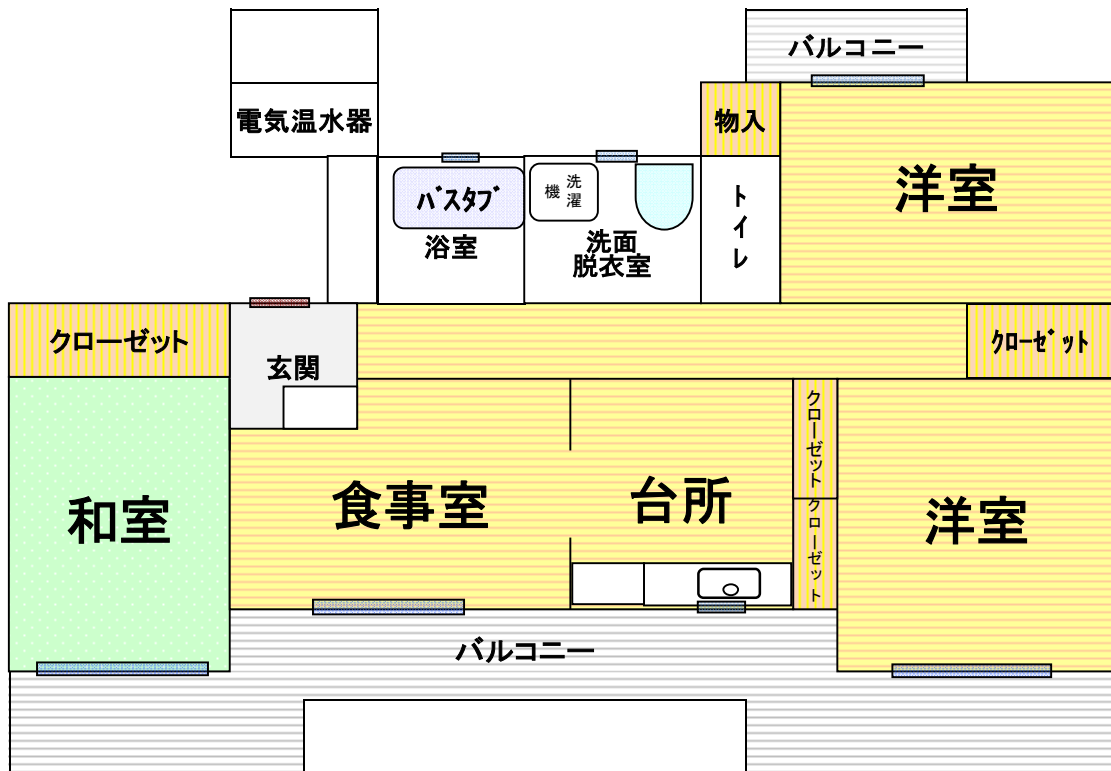 バルコニー
電気温水器
物入
洋室
バスタブ
洗濯
機
トイレ
浴室
洗面
脱衣室
クローゼット
玄関
クローゼット
クローゼット
クローゼット
和室
食事室
台所
洋室
バルコニー